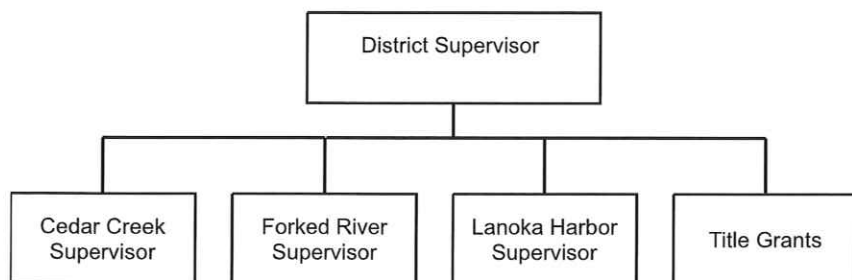 District Supervisor
Cedar Creek
Supervisor
Forked River
Supervisor
Lanoka Harbor
Supervisor
Title Grants